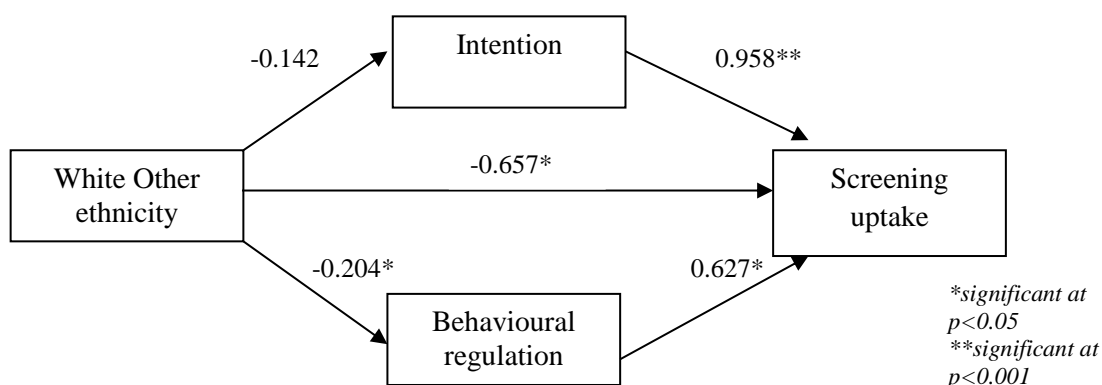 Intention
-0.142
0.958**
-0.657*
White Other
ethnicity
Screening
uptake
-0.204*
0.627*
Behavioural
regulation
*significant at
p<0.05
**significant at
p<0.001